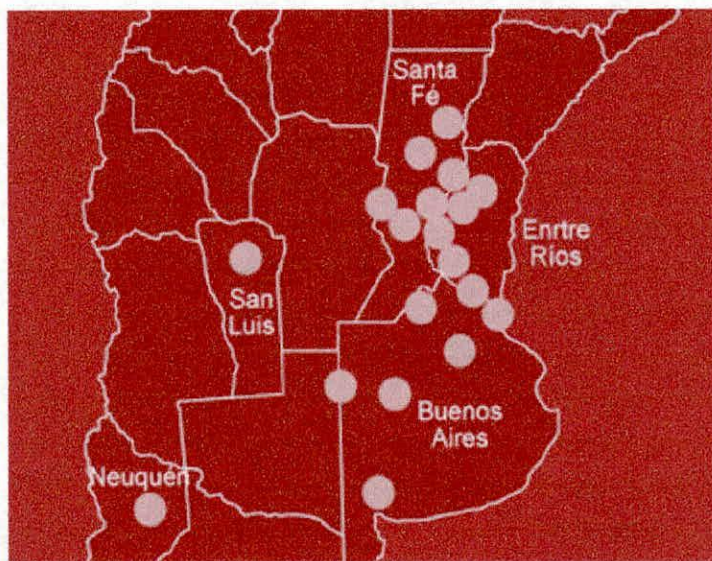 Santa
Fé
Enrtre
Ríos
San
Luis
Buenos
Aires
Neuquén